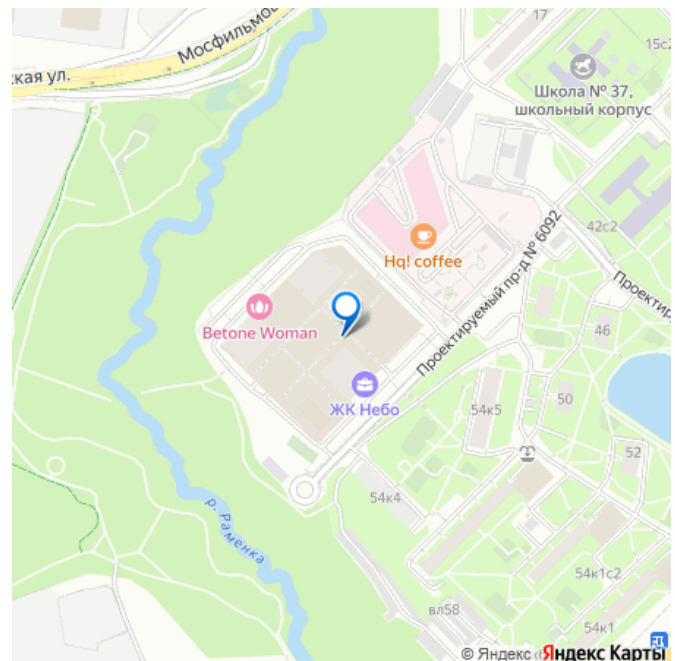 17
Мосфильмов
ская ул.
15с2
Школа № 37,
школьный корпус
42с2
Hq! coffee
Проектируемый пр-д № 6092
Проекти
Betone Woman
46
ЖК Небо
50
54к5
52
54к4
р. Раменка
54к1с2
вл58
54к1
© Яндекс
Яндекс Карты